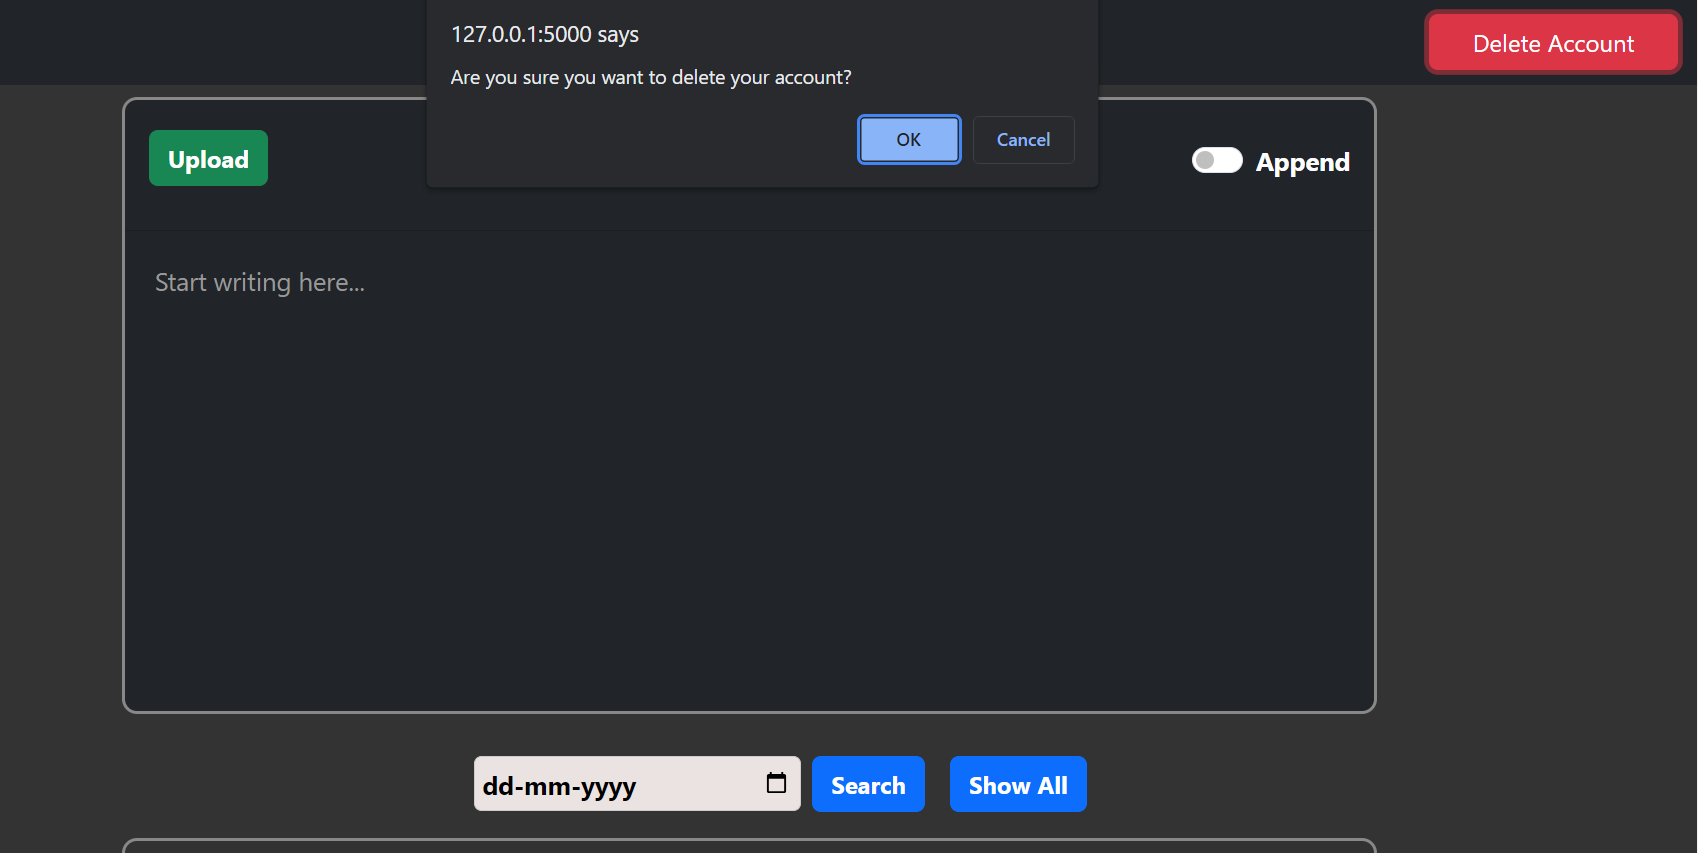 127.0.0.1:5000 says
Delete Account
Are you sure you want to delete your account?
OK
Cancel
Upload
Append
Start writing here...
dd-mm-yyyy
Search
Show All